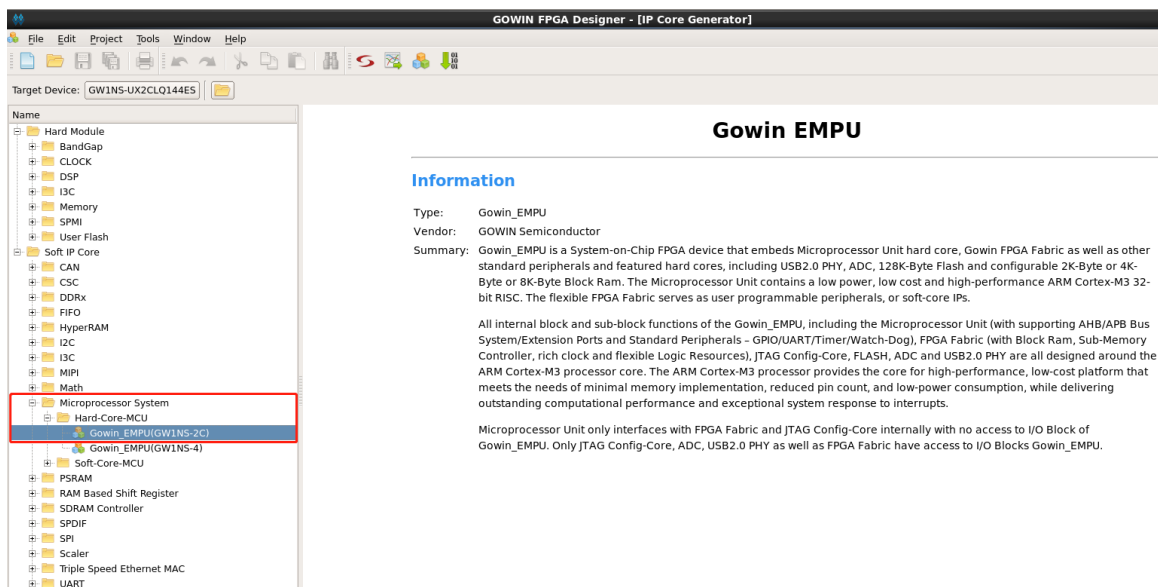 GOWIN FPGA Designer - [IP Core Generator]
File Edit Project Tools Window Help
Target Device: GW1NS-UX2CLQ144ES
Name
Hard Module
BandGap
CLOCK
DSP
I3C
Memory
SPMI
User Flash
Soft IP Core
CAN
CSC
DDRx
FIFO
HyperRAM
I2C
I3C
MIPI
Math
Microprocessor System
Hard-Core-MCU
Gowin_EMPU(GW1NS-2C)
Gowin_EMPU(GW1NS-4)
Soft-Core-MCU
PSRAM
RAM Based Shift Register
SDRAM Controller
SPDIF
SPI
Scaler
Triple Speed Ethernet MAC
UART
Gowin EMPU
Information
Type: Gowin_EMPU
Vendor: GOWIN Semiconductor
Summary: Gowin_EMPU is a System-on-Chip FPGA device that embeds Microprocessor Unit hard core, Gowin FPGA Fabric as well as other
standard peripherals and featured hard cores, including USB2.0 PHY, ADC, 128K-Byte Flash and configurable 2K-Byte or 4K-
Byte or 8K-Byte Block Ram. The Microprocessor Unit contains a low power, low cost and high-performance ARM Cortex-M3 32-
bit RISC. The flexible FPGA Fabric serves as user programmable peripherals, or soft-core IPs.
All internal block and sub-block functions of the Gowin_EMPU, including the Microprocessor Unit (with supporting AHB/APB Bus
System/Extension Ports and Standard Peripherals – GPIO/UART/Timer/Watch-Dog), FPGA Fabric (with Block Ram, Sub-Memory
Controller, rich clock and flexible Logic Resources), JTAG Config-Core, FLASH, ADC and USB2.0 PHY are all designed around the
ARM Cortex-M3 processor core. The ARM Cortex-M3 processor provides the core for high-performance, low-cost platform that
meets the needs of minimal memory implementation, reduced pin count, and low-power consumption, while delivering
outstanding computational performance and exceptional system response to interrupts.
Microprocessor Unit only interfaces with FPGA Fabric and JTAG Config-Core internally with no access to I/O Block of
Gowin_EMPU. Only JTAG Config-Core, ADC, USB2.0 PHY as well as FPGA Fabric have access to I/O Blocks Gowin_EMPU.